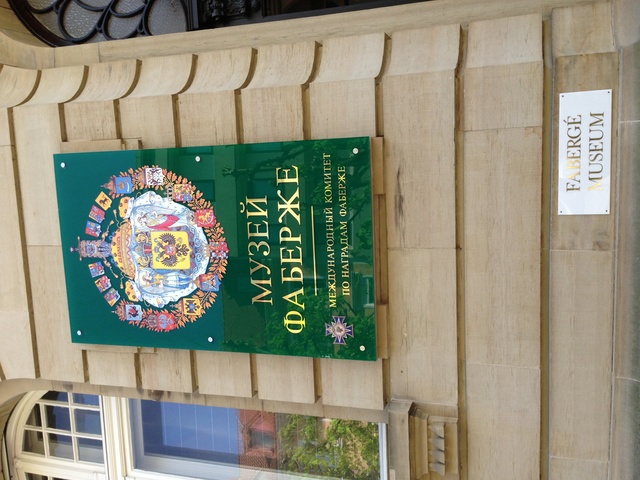 МУЗЕЙ
ФАБЕРЖЕ
МЕЖДУНАРОДНЫЙ КОМИТЕТ
ПО НАГРАДАМ ФАБЕРЖЕ
FABERGÉ
MUSEUM